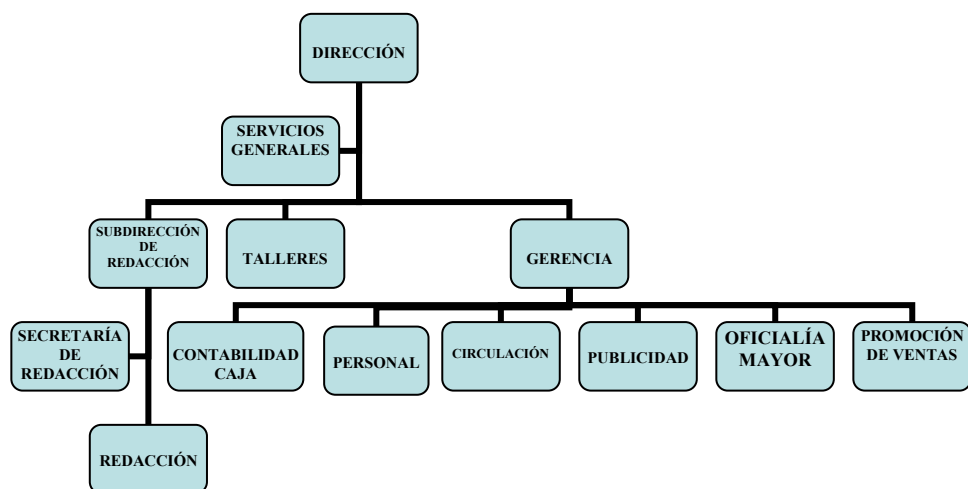 DIRECCIÓN
SERVICIOS
GENERALES
SUBDIRECCIÓN
DE
REDACCIÓN
TALLERES
GERENCIA
SECRETARÍA
DE
REDACCIÓN
CONTABILIDAD
CAJA
PERSONAL
CIRCULACIÓN
PUBLICIDAD
OFICIALÍA
MAYOR
PROMOCIÓN
DE VENTAS
REDACCIÓN